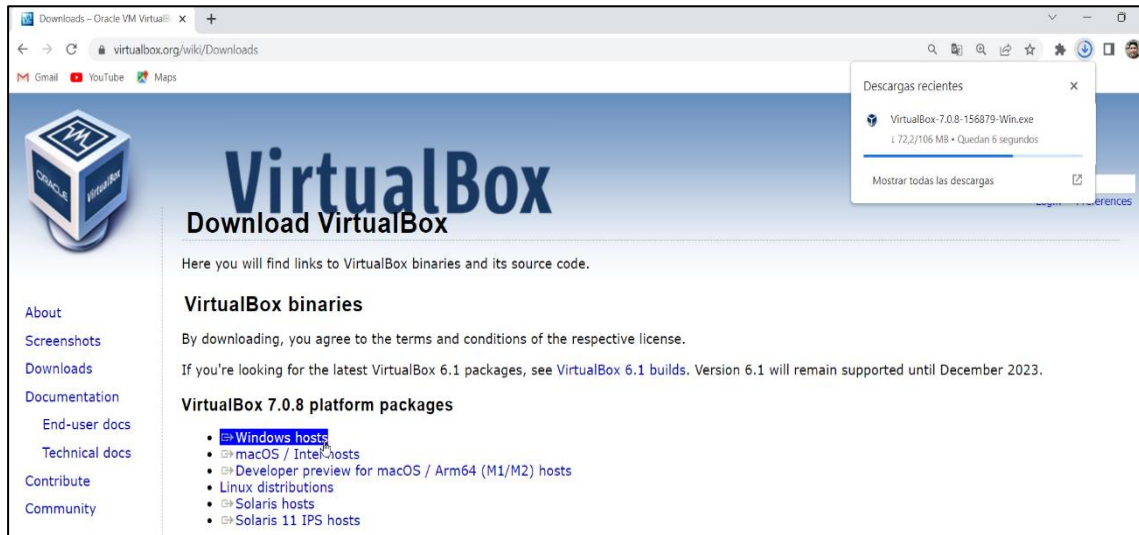 Downloads – Oracle VM Virtual
virtualbox.org/wiki/Downloads
Gmail YouTube Maps
Descargas recientes
VirtualBox-7.0.8-156879-Win.exe
↓ 72,2/106 MB • Quedan 6 segundos
Mostrar todas las descargas
ORACLE VirtualBox
VirtualBox
Login Preferences
Download VirtualBox
Here you will find links to VirtualBox binaries and its source code.
About
Screenshots
Downloads
Documentation
End-user docs
Technical docs
Contribute
Community
VirtualBox binaries
By downloading, you agree to the terms and conditions of the respective license.
If you're looking for the latest VirtualBox 6.1 packages, see VirtualBox 6.1 builds. Version 6.1 will remain supported until December 2023.
VirtualBox 7.0.8 platform packages
• Windows hosts
• macOS / Intel hosts
• Developer preview for macOS / Arm64 (M1/M2) hosts
• Linux distributions
• Solaris hosts
• Solaris 11 IPS hosts